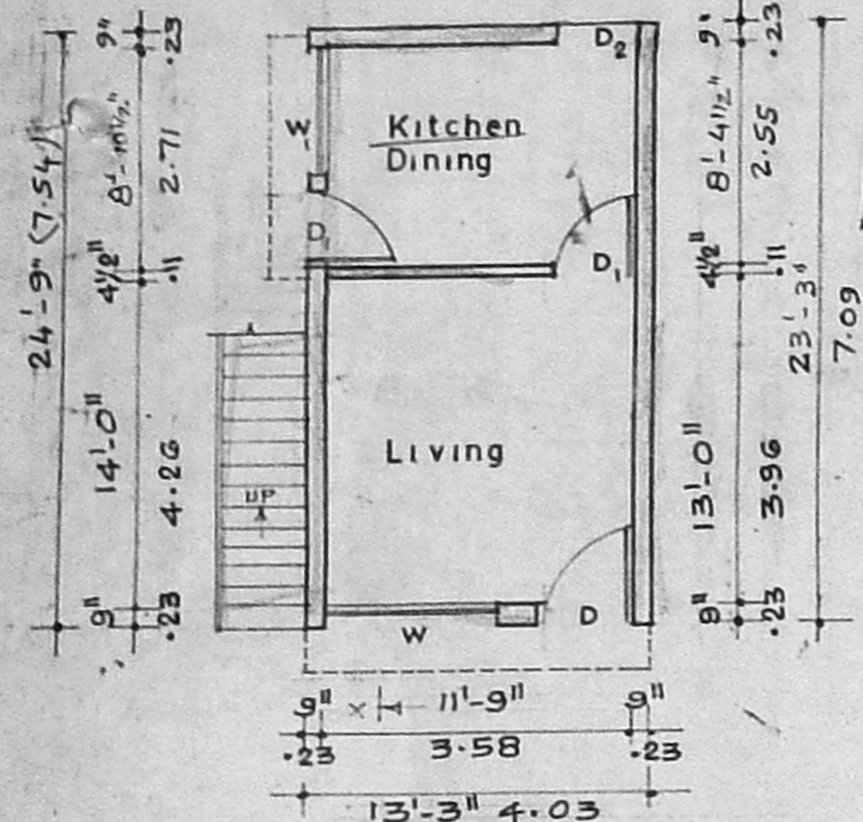 9" .23
8'-10½" 2.71
4½" .11
14'-0" 4.26
9" .23
24'-9" (7.54)
D2
W1
Kitchen
Dining
D1
D1
Living
UP
W
D
9" .23
8'-4½" 2.55
4½" .11
13'-0" 3.96
9" .23
23'-3"
7.09
9" x 11'-9" 9"
.23 3.58 .23
13'-3" 4.03